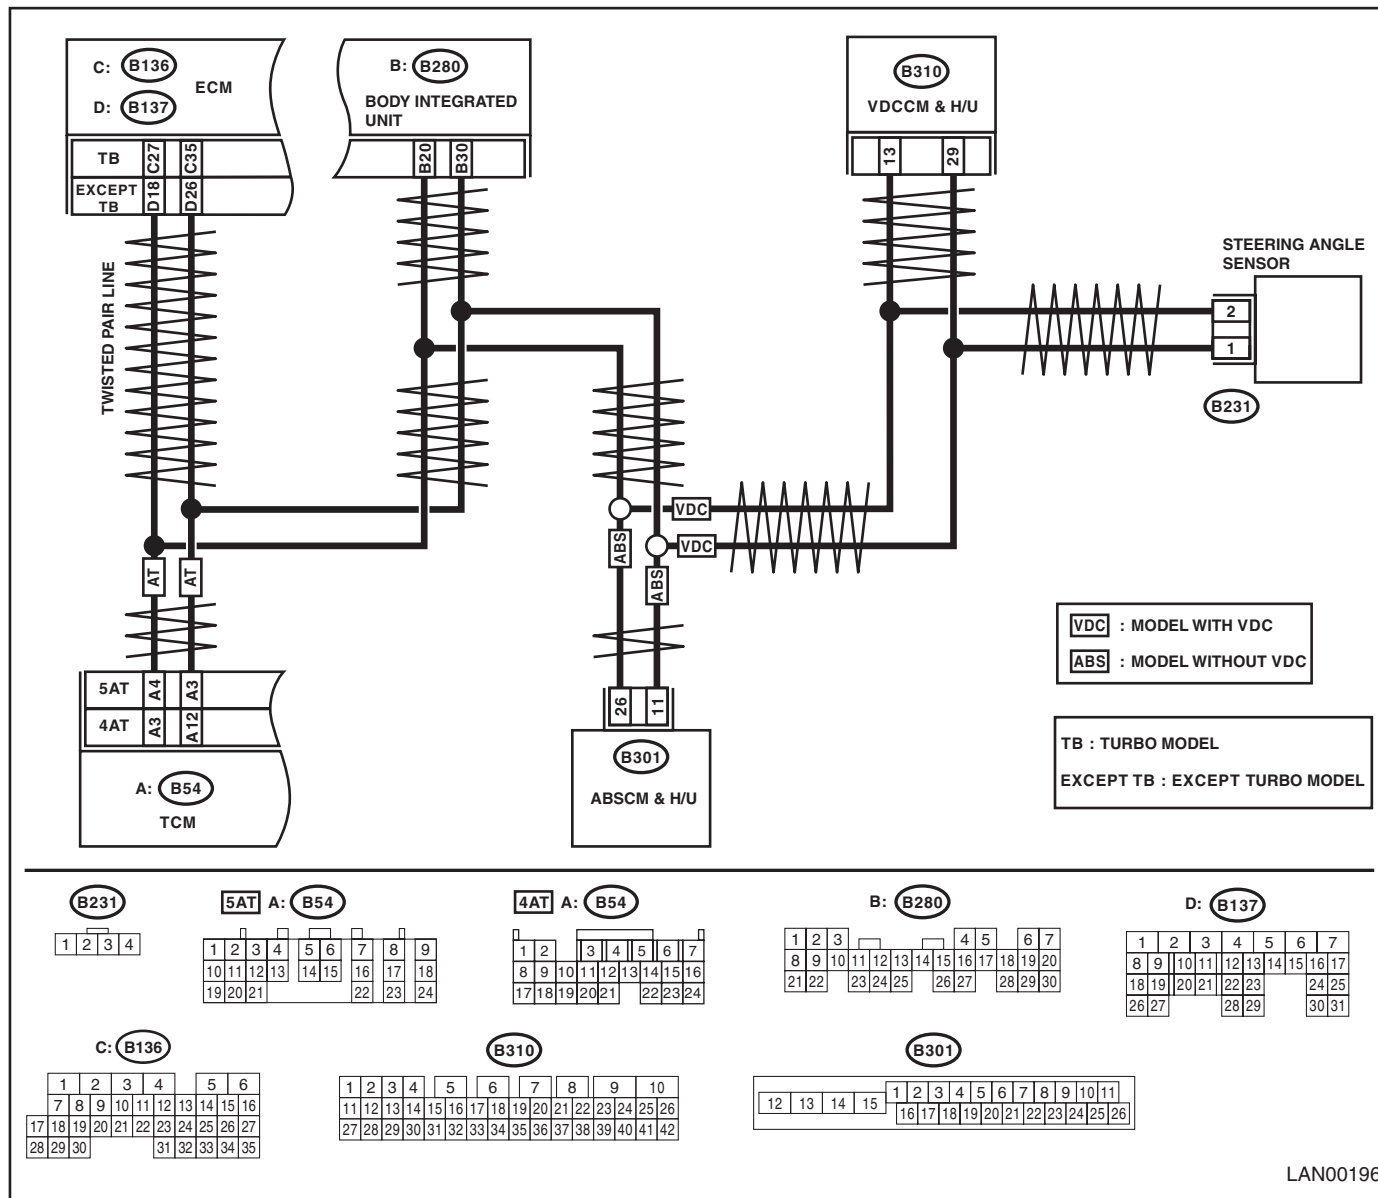 C: B136
D: B137
ECM
B: B280
BODY INTEGRATED
UNIT
B310
VDCCM & H/U
TB C27 C35
EXCEPT
TB D18 D26
B20 B30
13 29
TWISTED PAIR LINE
STEERING ANGLE
SENSOR
2
1
B231
VDC
VDC
ABS
ABS
AT AT
5AT A4 A3
4AT A3 A12
A: B54
TCM
26 11
B301
ABSCM & H/U
VDC : MODEL WITH VDC
ABS : MODEL WITHOUT VDC
TB : TURBO MODEL
EXCEPT TB : EXCEPT TURBO MODEL
B231
1 2 3 4
5AT A: B54
1 2 3 4 5 6 7 8 9
10 11 12 13 14 15 16 17 18
19 20 21 22 23 24
4AT A: B54
1 2 3 4 5 6 7
8 9 10 11 12 13 14 15 16
17 18 19 20 21 22 23 24
B: B280
1 2 3 4 5 6 7
8 9 10 11 12 13 14 15 16 17 18 19 20
21 22 23 24 25 26 27 28 29 30
D: B137
1 2 3 4 5 6 7
8 9 10 11 12 13 14 15 16 17
18 19 20 21 22 23 24 25
26 27 28 29 30 31
C: B136
1 2 3 4 5 6
7 8 9 10 11 12 13 14 15 16
17 18 19 20 21 22 23 24 25 26 27
28 29 30 31 32 33 34 35
B310
1 2 3 4 5 6 7 8 9 10
11 12 13 14 15 16 17 18 19 20 21 22 23 24 25 26
27 28 29 30 31 32 33 34 35 36 37 38 39 40 41 42
B301
1 2 3 4 5 6 7 8 9 10 11
12 13 14 15
16 17 18 19 20 21 22 23 24 25 26
LAN00196